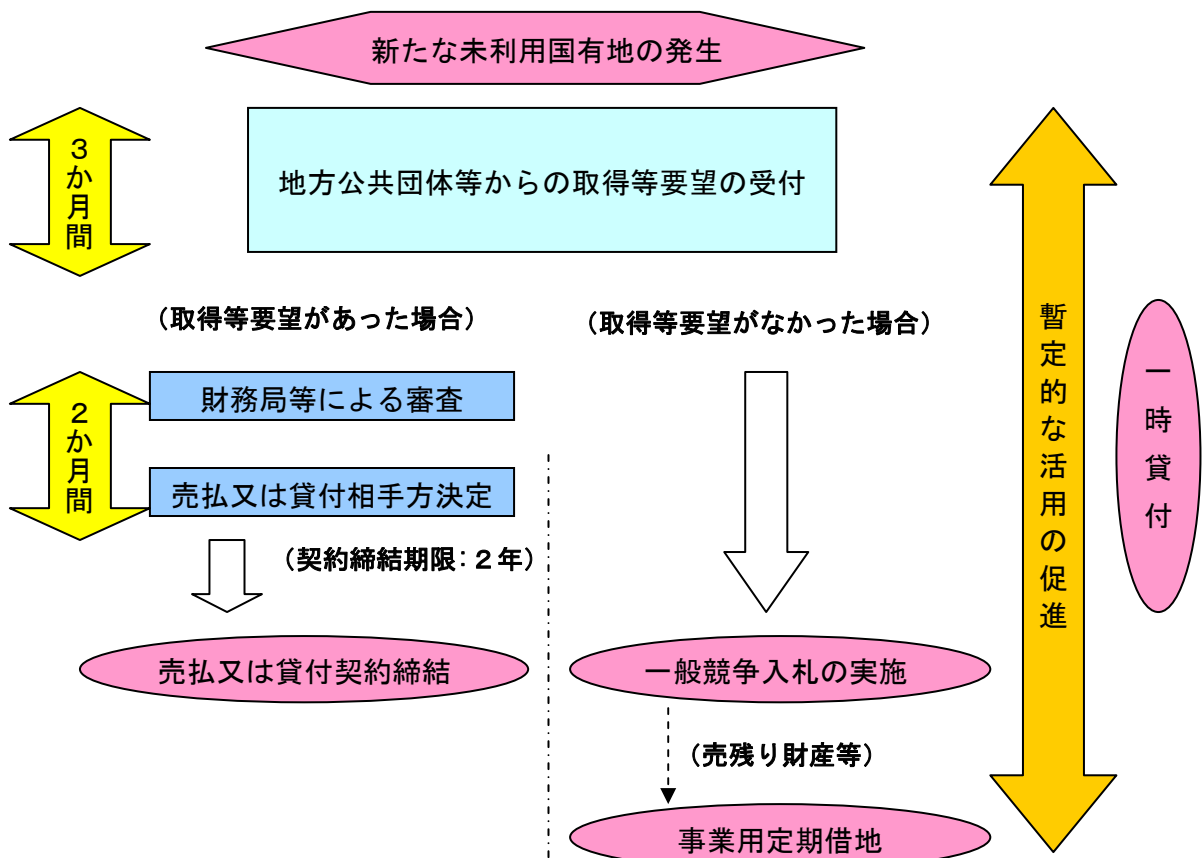 新たな未利用国有地の発生
3か月間
地方公共団体等からの取得等要望の受付
（取得等要望があった場合）
（取得等要望がなかった場合）
2か月間
財務局等による審査
売払又は貸付相手方決定
（契約締結期限：２年）
売払又は貸付契約締結
一般競争入札の実施
（売残り財産等）
事業用定期借地
暫定的な活用の促進
一時貸付